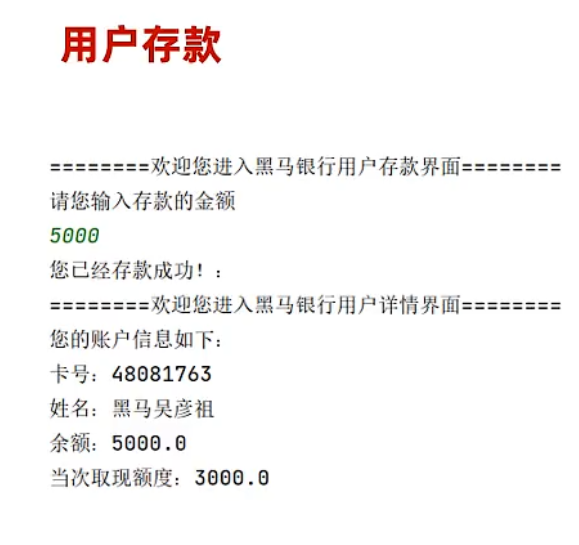 用户存款
========欢迎您进入黑马银行用户存款界面========
请您输入存款的金额
5000
您已经存款成功！：
========欢迎您进入黑马银行用户详情界面========
您的账户信息如下：
卡号：48081763
姓名：黑马吴彦祖
余额：5000.0
当次取现额度：3000.0